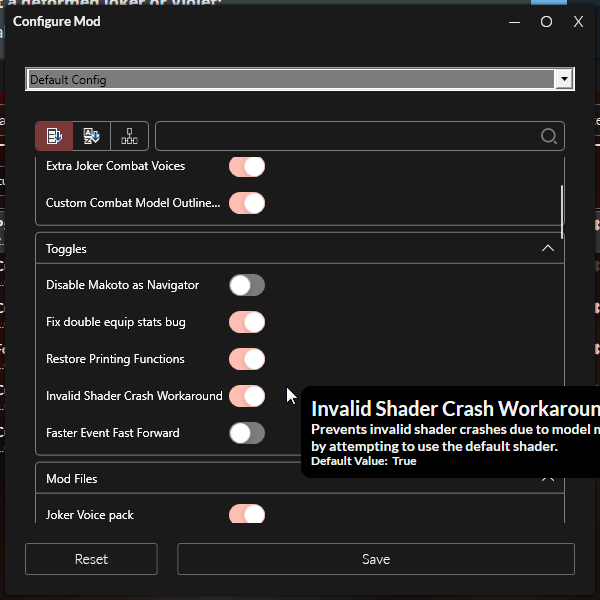 a deformed Joker or Violet:
Configure Mod
Default Config
Extra Joker Combat Voices
Custom Combat Model Outline...
Toggles
Disable Makoto as Navigator
Fix double equip stats bug
Restore Printing Functions
Invalid Shader Crash Workaround
Faster Event Fast Forward
Invalid Shader Crash Workaroun
Prevents invalid shader crashes due to model
by attempting to use the default shader.
Default Value: True
Mod Files
Joker Voice pack
Reset
Save